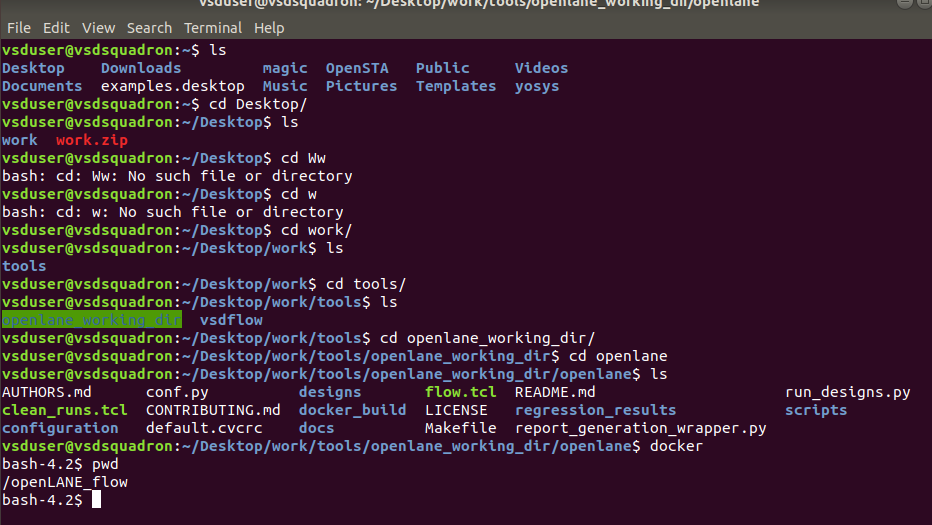 vsduser@vsdsquadron: ~/Desktop/work/tools/openlane_working_dir/openlane
File Edit View Search Terminal Help
vsduser@vsdsquadron:~$ ls
Desktop    Downloads         magic  OpenSTA   Public     Videos
Documents  examples.desktop  Music  Pictures  Templates  yosys
vsduser@vsdsquadron:~$ cd Desktop/
vsduser@vsdsquadron:~/Desktop$ ls
work  work.zip
vsduser@vsdsquadron:~/Desktop$ cd Ww
bash: cd: Ww: No such file or directory
vsduser@vsdsquadron:~/Desktop$ cd w
bash: cd: w: No such file or directory
vsduser@vsdsquadron:~/Desktop$ cd work/
vsduser@vsdsquadron:~/Desktop/work$ ls
tools
vsduser@vsdsquadron:~/Desktop/work$ cd tools/
vsduser@vsdsquadron:~/Desktop/work/tools$ ls
openlane_working_dir  vsdflow
vsduser@vsdsquadron:~/Desktop/work/tools$ cd openlane_working_dir/
vsduser@vsdsquadron:~/Desktop/work/tools/openlane_working_dir$ cd openlane
vsduser@vsdsquadron:~/Desktop/work/tools/openlane_working_dir/openlane$ ls
AUTHORS.md      conf.py          designs       flow.tcl  README.md                     run_designs.py
clean_runs.tcl  CONTRIBUTING.md  docker_build  LICENSE   regression_results            scripts
configuration   default.cvcrc    docs          Makefile  report_generation_wrapper.py
vsduser@vsdsquadron:~/Desktop/work/tools/openlane_working_dir/openlane$ docker
bash-4.2$ pwd
/openLANE_flow
bash-4.2$